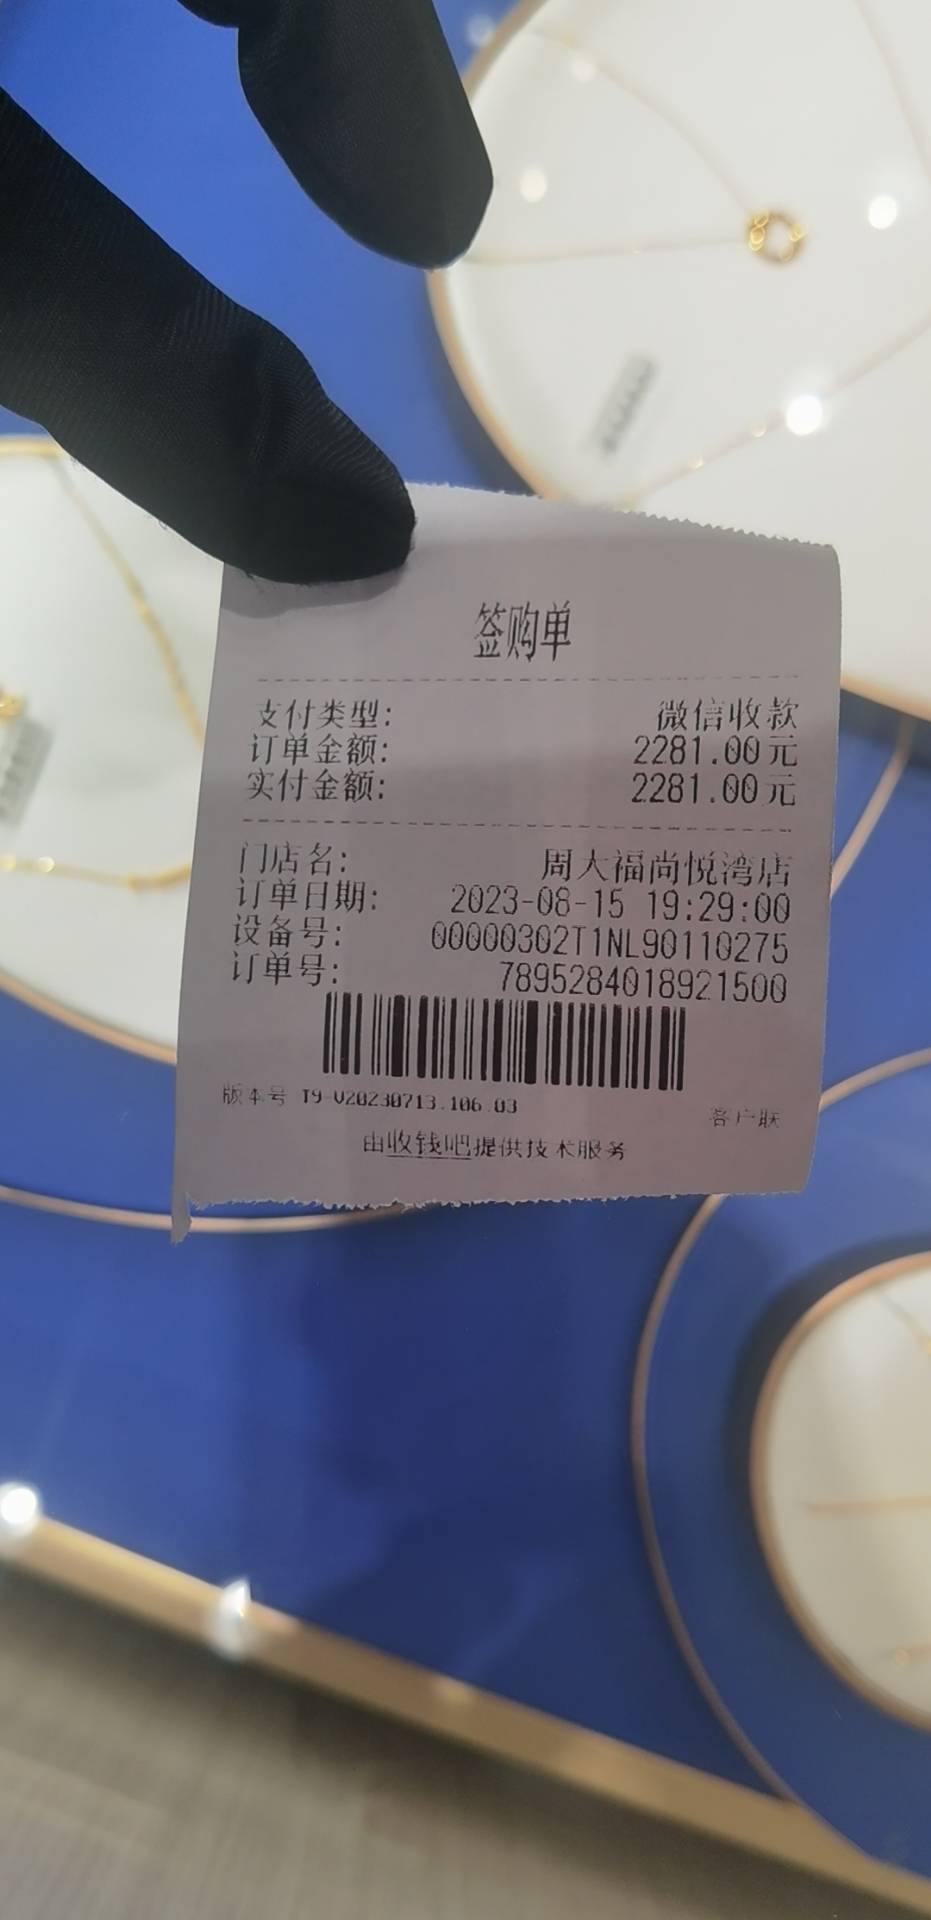 签购单
支付类型: 微信收款
订单金额: 2281.00元
实付金额: 2281.00元
门店名: 周大福尚悦湾店
订单日期: 2023-08-15 19:29:00
设备号: 00000302T1NL90110275
订单号: 7895284018921500
版本号 T9-V20230713.106.03
客户联
由收钱吧提供技术服务